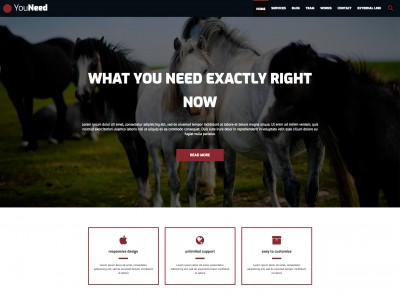 YouNeed
HOME SERVICES BLOG TEAM WORKS CONTACT EXTERNAL LINK
WHAT YOU NEED EXACTLY RIGHT
NOW
Lorem ipsum dolor sit amet, consectetur adipiscing elit, sed do eiusmod tempor incididunt ut labore et dolore magna aliqua. Ut enim ad minim veniam, quis
nostrud exercitation ullamco laboris nisi ut aliquip ex ea commodo consequat. Duis aute irure dolor in reprehenderit in voluptate velit esse cillum dolore eu
fugiat nulla pariatur.
READ MORE
responsive design
Lorem ipsum dolor sit amet, consectetur
adipiscing elit, sed do eiusmod tempor
incididunt ut labore
unlimited support
Lorem ipsum dolor sit amet, consectetur
adipiscing elit, sed do eiusmod tempor
incididunt ut labore
easy to customize
Lorem ipsum dolor sit amet, consectetur
adipiscing elit, sed do eiusmod tempor
incididunt ut labore